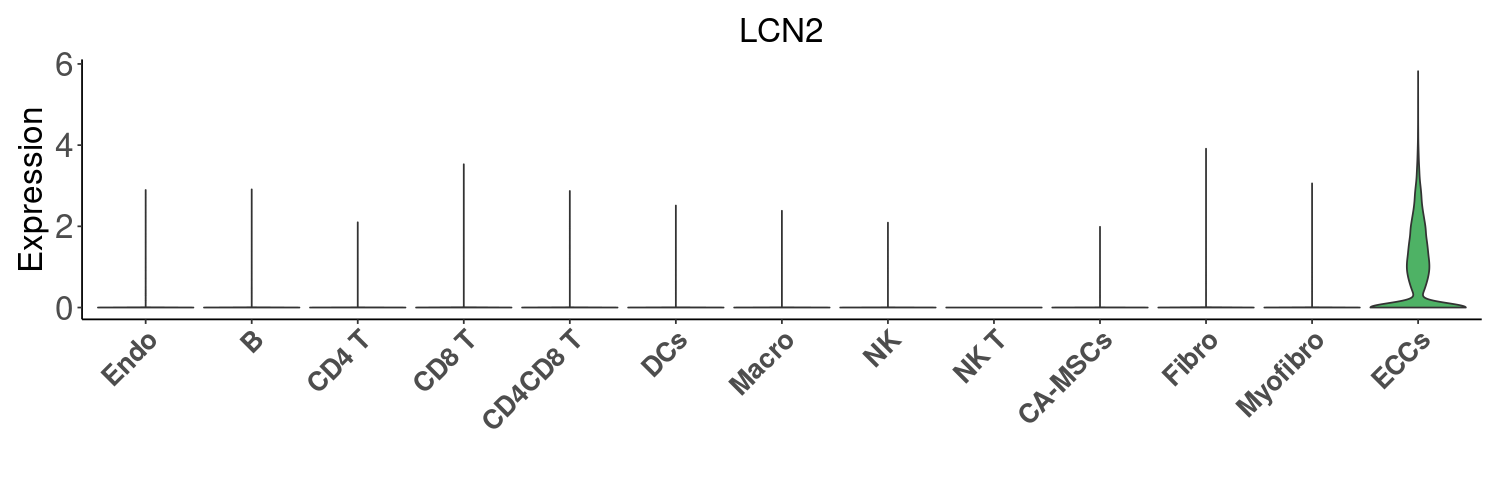 LCN2
Expression
6
4
2
0
Endo
B
CD4 T
CD8 T
CD4CD8 T
DCs
Macro
NK
NK T
CA-MSCs
Fibro
Myofibro
ECCs